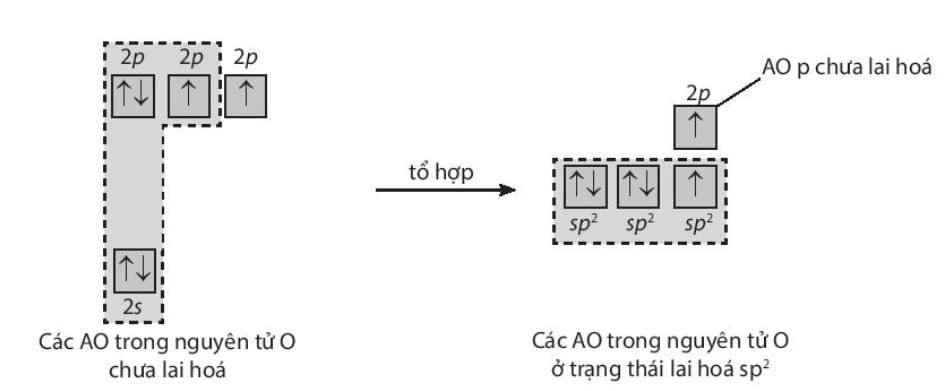 2p 2p 2p
↑↓ ↑ ↑
↑↓
2s
Các AO trong nguyên tử O
chưa lai hoá
tổ hợp
AO p chưa lai hoá
2p
↑
↑↓ ↑↓ ↑
sp² sp² sp²
Các AO trong nguyên tử O
ở trạng thái lai hoá sp²